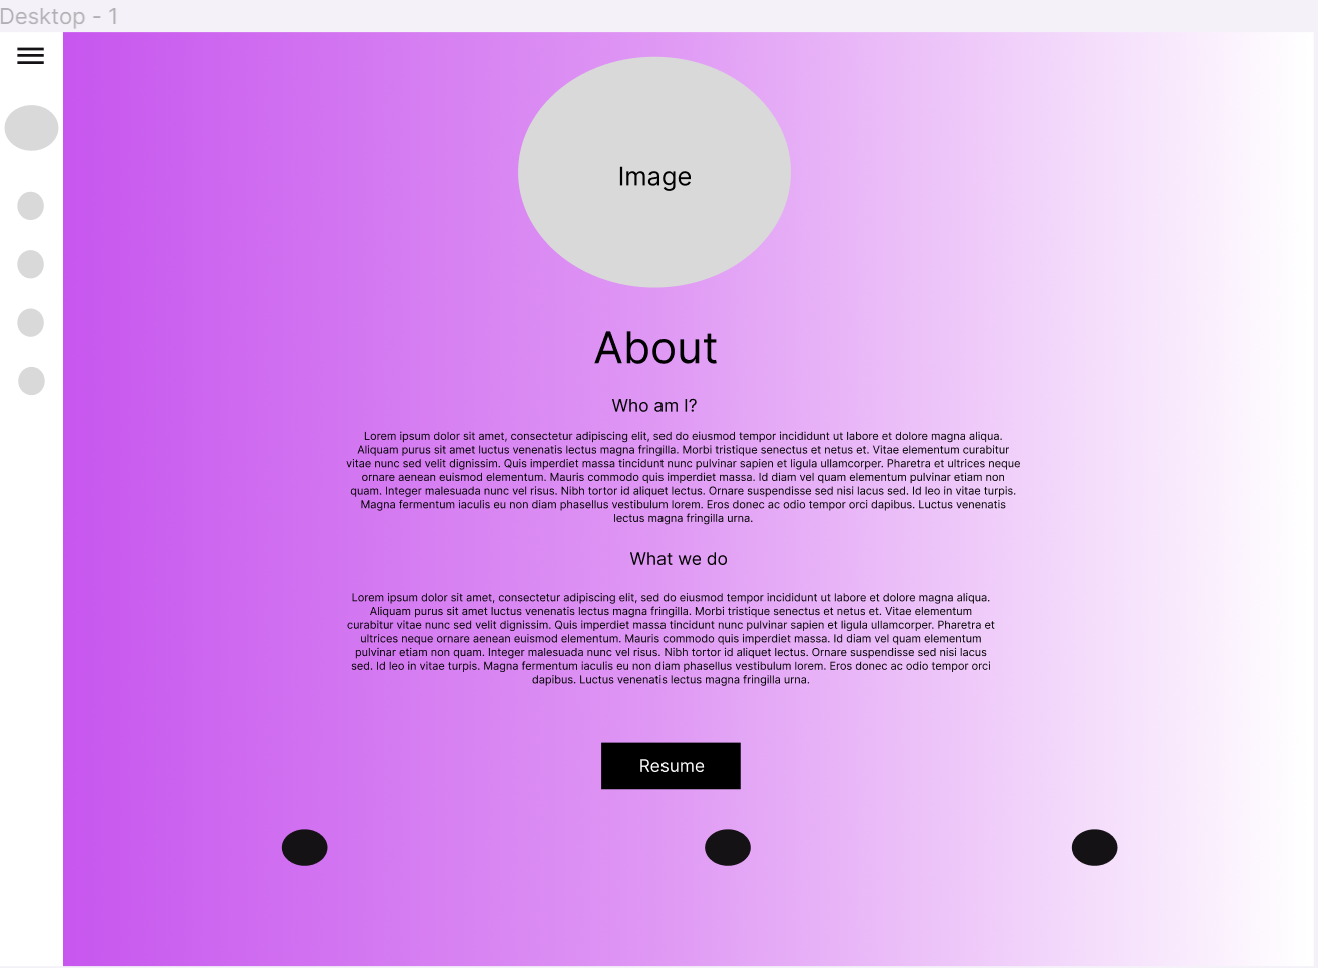 Desktop - 1
Image
About
Who am I?
Lorem ipsum dolor sit amet, consectetur adipiscing elit, sed do eiusmod tempor incididunt ut labore et dolore magna aliqua.
Aliquam purus sit amet luctus venenatis lectus magna fringilla. Morbi tristique senectus et netus et. Vitae elementum curabitur
vitae nunc sed velit dignissim. Quis imperdiet massa tincidunt nunc pulvinar sapien et ligula ullamcorper. Pharetra et ultrices neque
ornare aenean euismod elementum. Mauris commodo quis imperdiet massa. Id diam vel quam elementum pulvinar etiam non
quam. Integer malesuada nunc vel risus. Nibh tortor id aliquet lectus. Ornare suspendisse sed nisi lacus sed. Id leo in vitae turpis.
Magna fermentum iaculis eu non diam phasellus vestibulum lorem. Eros donec ac odio tempor orci dapibus. Luctus venenatis
lectus magna fringilla urna.
What we do
Lorem ipsum dolor sit amet, consectetur adipiscing elit, sed do eiusmod tempor incididunt ut labore et dolore magna aliqua.
Aliquam purus sit amet luctus venenatis lectus magna fringilla. Morbi tristique senectus et netus et. Vitae elementum
curabitur vitae nunc sed velit dignissim. Quis imperdiet massa tincidunt nunc pulvinar sapien et ligula ullamcorper. Pharetra et
ultrices neque ornare aenean euismod elementum. Mauris commodo quis imperdiet massa. Id diam vel quam elementum
pulvinar etiam non quam. Integer malesuada nunc vel risus. Nibh tortor id aliquet lectus. Ornare suspendisse sed nisi lacus
sed. Id leo in vitae turpis. Magna fermentum iaculis eu non diam phasellus vestibulum lorem. Eros donec ac odio tempor orci
dapibus. Luctus venenatis lectus magna fringilla urna.
Resume